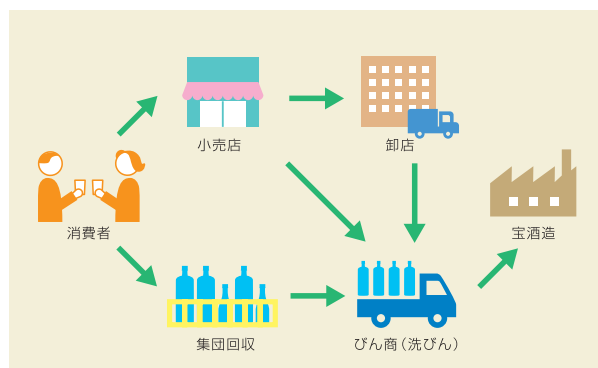 小売店
卸店
消費者
宝酒造
集団回収
びん商（洗びん）